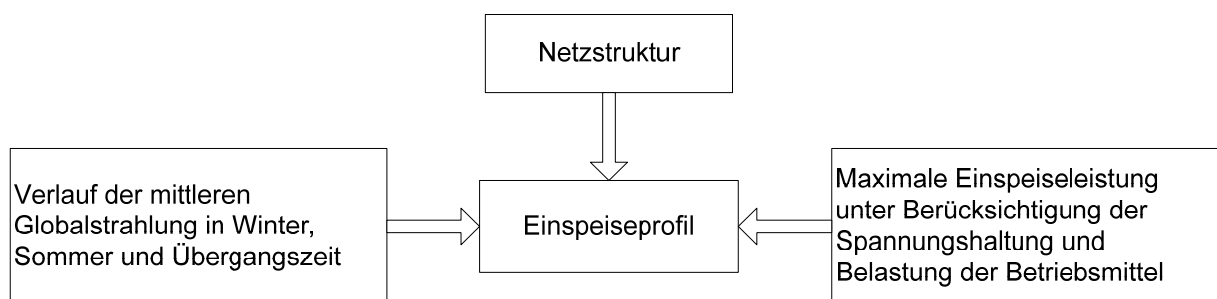 Netzstruktur
Verlauf der mittleren
Globalstrahlung in Winter,
Sommer und Übergangszeit
Einspeiseprofil
Maximale Einspeiseleistung
unter Berücksichtigung der
Spannungshaltung und
Belastung der Betriebsmittel